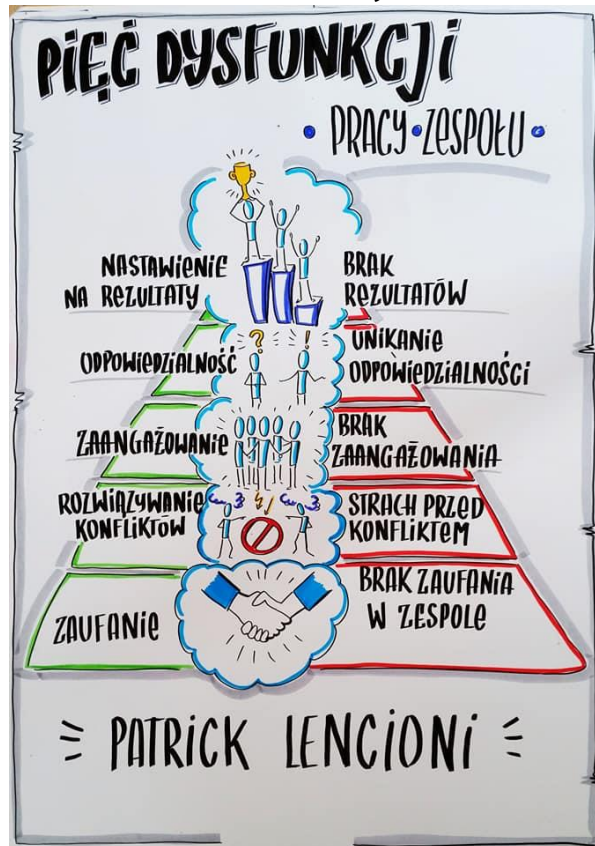 PIĘĆ DYSFUNKCJI
• PRACY • ZESPOŁU •
NASTAWIENIE
NA REZULTATY
BRAK
REZULTATÓW
?
!
ODPOWIEDZIALNOŚĆ
UNIKANIE
ODPOWIEDZIALNOŚCI
ZAANGAŻOWANIE
BRAK
ZAANGAŻOWANIA
ROZWIĄZYWANIE
KONFLIKTÓW
STRACH PRZED
KONFLIKTEM
ZAUFANIE
BRAK ZAUFANIA
W ZESPOLE
PATRICK LENCIONI